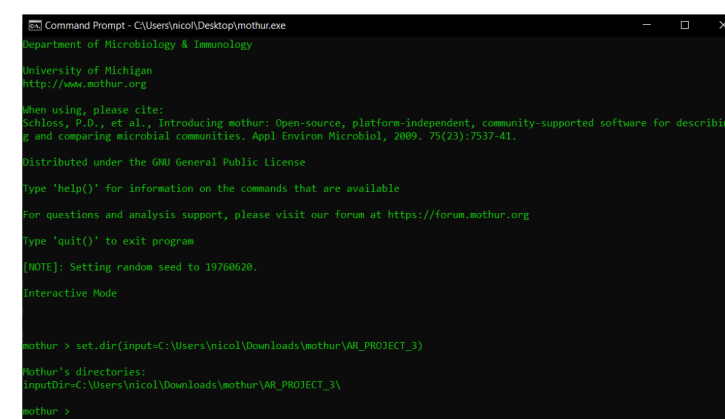 Command Prompt - C:\Users\nicol\Desktop\mothur.exe
Department of Microbiology & Immunology
University of Michigan
http://www.mothur.org
When using, please cite:
Schloss, P.D., et al., Introducing mothur: Open-source, platform-independent, community-supported software for describin
g and comparing microbial communities. Appl Environ Microbiol, 2009. 75(23):7537-41.
Distributed under the GNU General Public License
Type 'help()' for information on the commands that are available
For questions and analysis support, please visit our forum at https://forum.mothur.org
Type 'quit()' to exit program
[NOTE]: Setting random seed to 19760620.
Interactive Mode
mothur > set.dir(input=C:\Users\nicol\Downloads\mothur\AR_PROJECT_3)
Mothur's directories:
inputDir=C:\Users\nicol\Downloads\mothur\AR_PROJECT_3\
mothur >